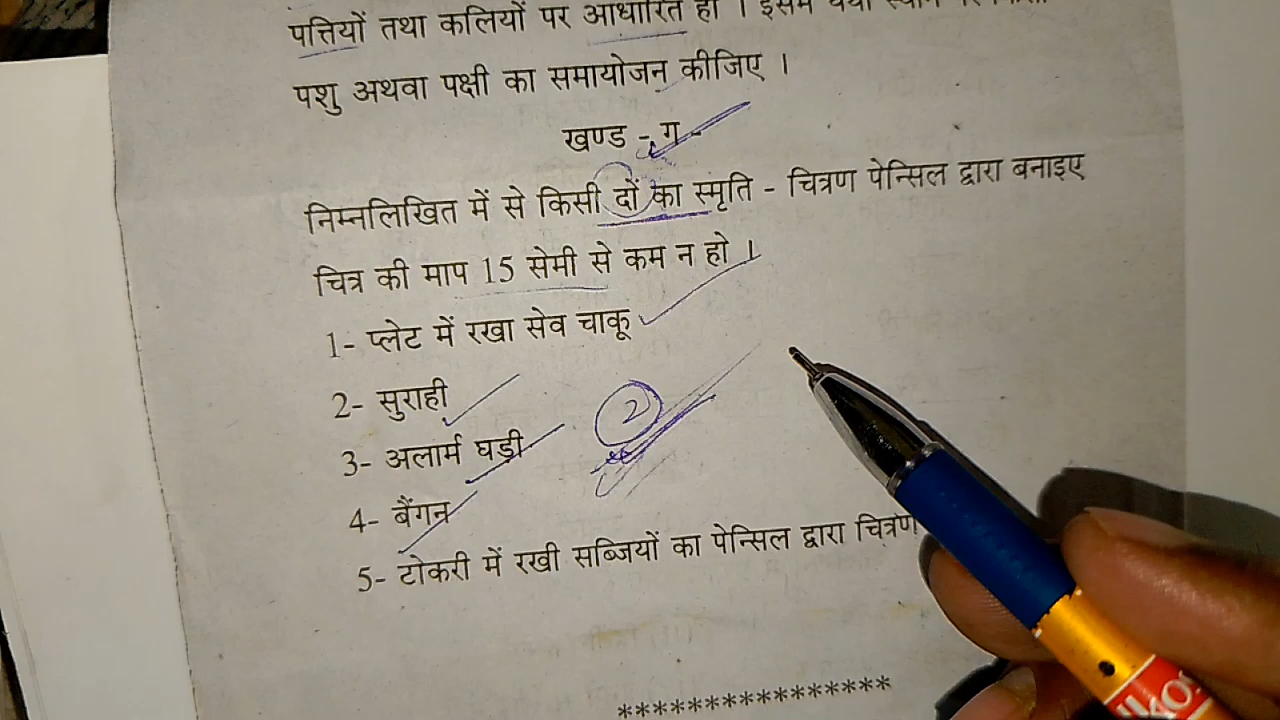 पत्तियों तथा कलियों पर आधारित हो । इसमें
पशु अथवा पक्षी का समायोजन कीजिए ।
खण्ड - ग -
निम्नलिखित में से किसी दों का स्मृति - चित्रण पेन्सिल द्वारा बनाइए
चित्र की माप 15 सेमी से कम न हो ।
1- प्लेट में रखा सेव चाकू
2- सुराही
3- अलार्म घड़ी
2
4- बैंगन
5- टोकरी में रखी सब्जियों का पेन्सिल द्वारा चित्रण
***************